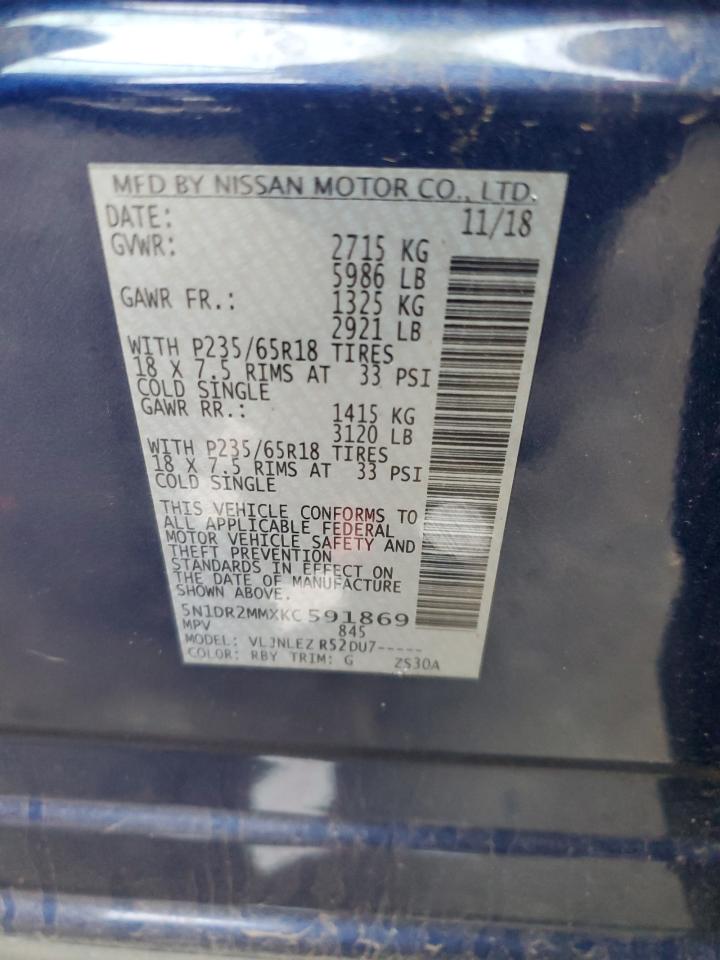 MFD BY NISSAN MOTOR CO., LTD.
DATE: 11/18
GVWR: 2715 KG
5986 LB
GAWR FR.: 1325 KG
2921 LB
WITH P235/65R18 TIRES
18 X 7.5 RIMS AT 33 PSI
COLD SINGLE
GAWR RR.: 1415 KG
3120 LB
WITH P235/65R18 TIRES
18 X 7.5 RIMS AT 33 PSI
COLD SINGLE
THIS VEHICLE CONFORMS TO
ALL APPLICABLE FEDERAL
MOTOR VEHICLE SAFETY AND
THEFT PREVENTION
STANDARDS IN EFFECT ON
THE DATE OF MANUFACTURE
SHOWN ABOVE.
5N1DR2MMXKC591869
MPV 845
MODEL: VLJNLEZ R52DU7-----
COLOR: RBY TRIM: G ZS30A